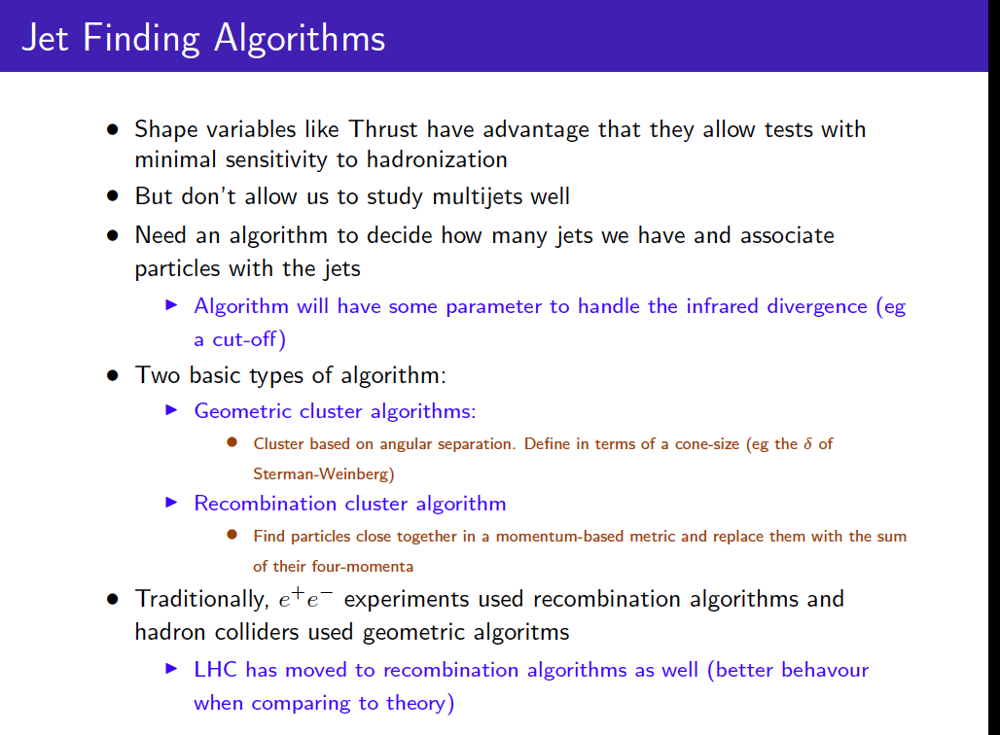 Jet Finding Algorithms
• Shape variables like Thrust have advantage that they allow tests with
minimal sensitivity to hadronization
• But don't allow us to study multijets well
• Need an algorithm to decide how many jets we have and associate
particles with the jets
▶ Algorithm will have some parameter to handle the infrared divergence (eg
a cut-off)
• Two basic types of algorithm:
▶ Geometric cluster algorithms:
• Cluster based on angular separation. Define in terms of a cone-size (eg the δ of
Sterman-Weinberg)
▶ Recombination cluster algorithm
• Find particles close together in a momentum-based metric and replace them with the sum
of their four-momenta
• Traditionally, e⁺e⁻ experiments used recombination algorithms and
hadron colliders used geometric algoritms
▶ LHC has moved to recombination algorithms as well (better behavour
when comparing to theory)